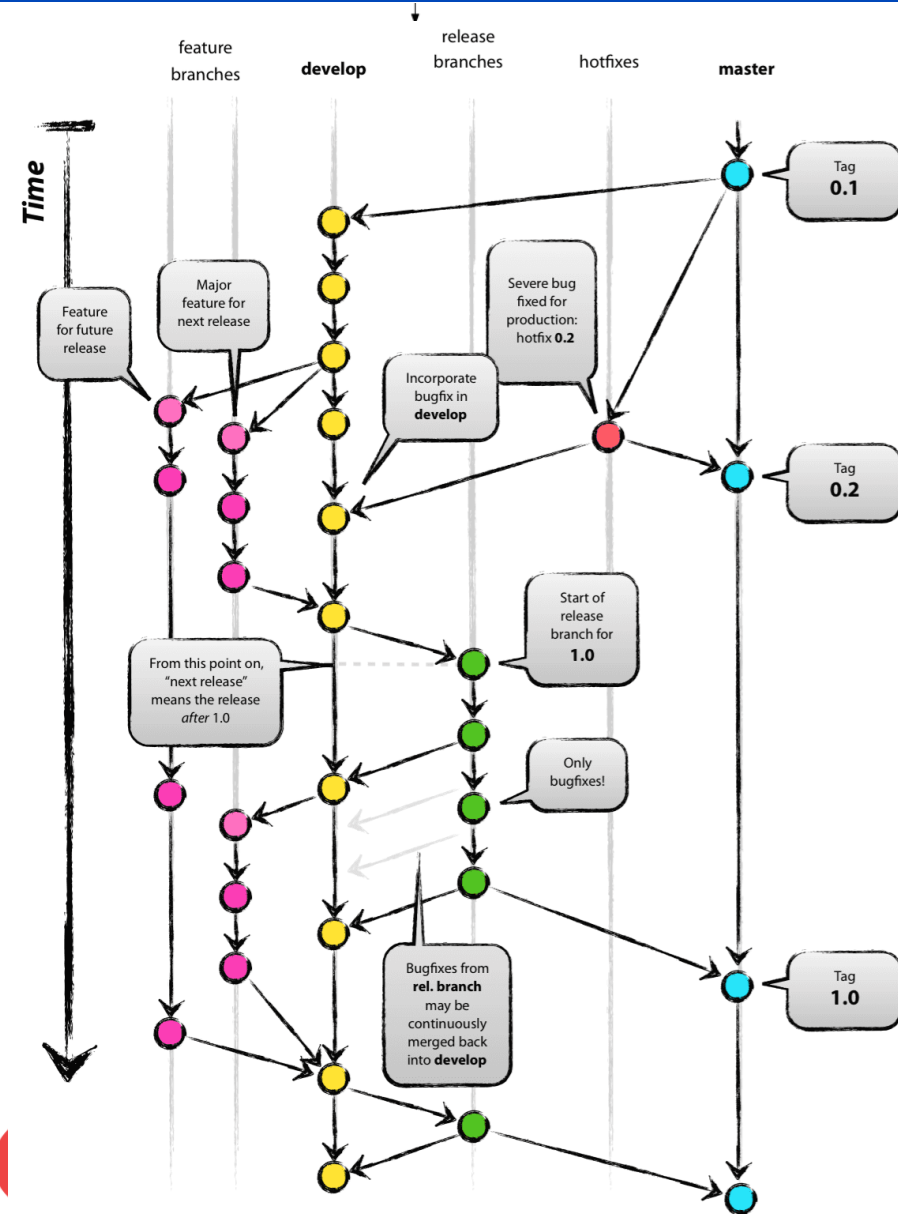 feature
branches
develop
release
branches
hotfixes
master
Time
Tag
0.1
Feature
for future
release
Major
feature for
next release
Severe bug
fixed for
production:
hotfix 0.2
Incorporate
bugfix in
develop
Tag
0.2
Start of
release
branch for
1.0
From this point on,
“next release”
means the release
after 1.0
Only
bugfixes!
Bugfixes from
rel. branch
may be
continuously
merged back
into develop
Tag
1.0